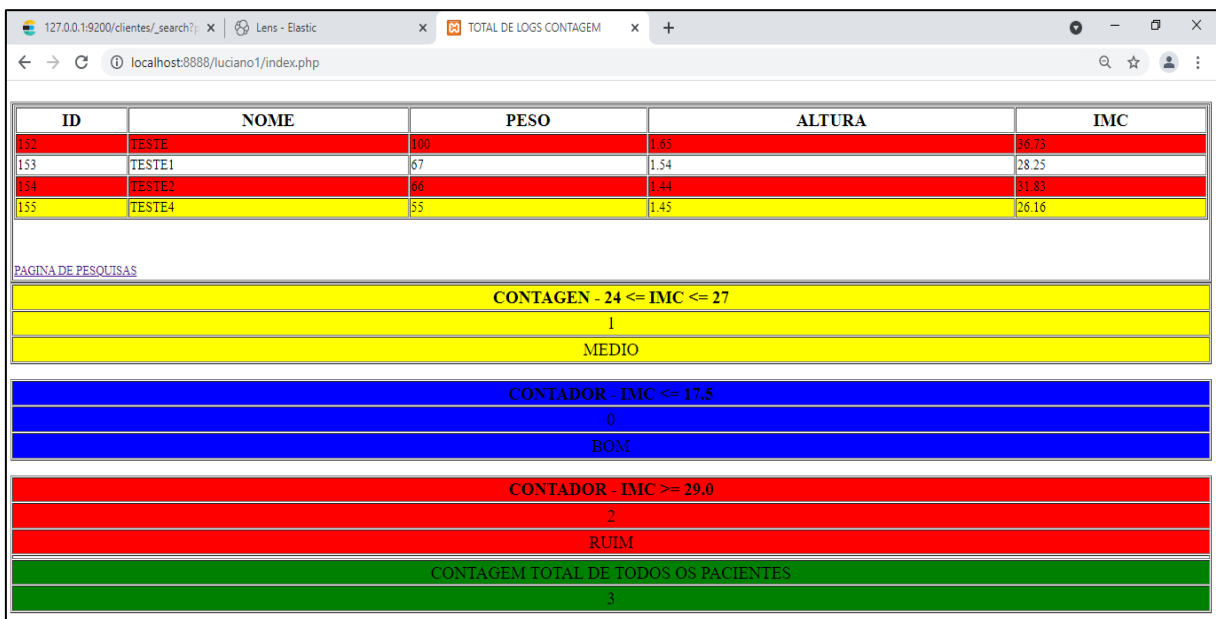 127.0.0.1:9200/clientes/_search?p
Lens - Elastic
TOTAL DE LOGS CONTAGEM
localhost:8888/luciano1/index.php
ID NOME PESO ALTURA IMC
152 TESTE 100 1.65 36.73
153 TESTE1 67 1.54 28.25
154 TESTE2 66 1.44 31.83
155 TESTE4 55 1.45 26.16
PAGINA DE PESQUISAS
CONTAGEN - 24 <= IMC <= 27
1
MEDIO
CONTADOR - IMC <= 17.5
0
BOM
CONTADOR - IMC >= 29.0
2
RUIM
CONTAGEM TOTAL DE TODOS OS PACIENTES
3